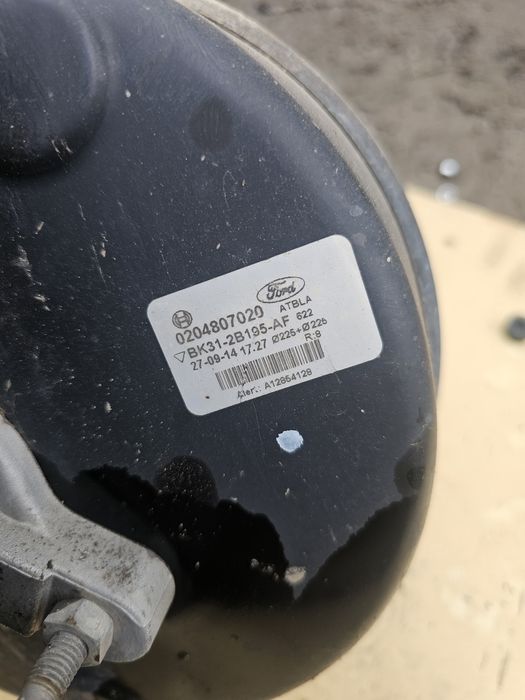 Ford
0204807020 ATBLA
BK31-2B195-AF 622
27-09-14 17.27 Ø225+Ø225
R:8
A12854128